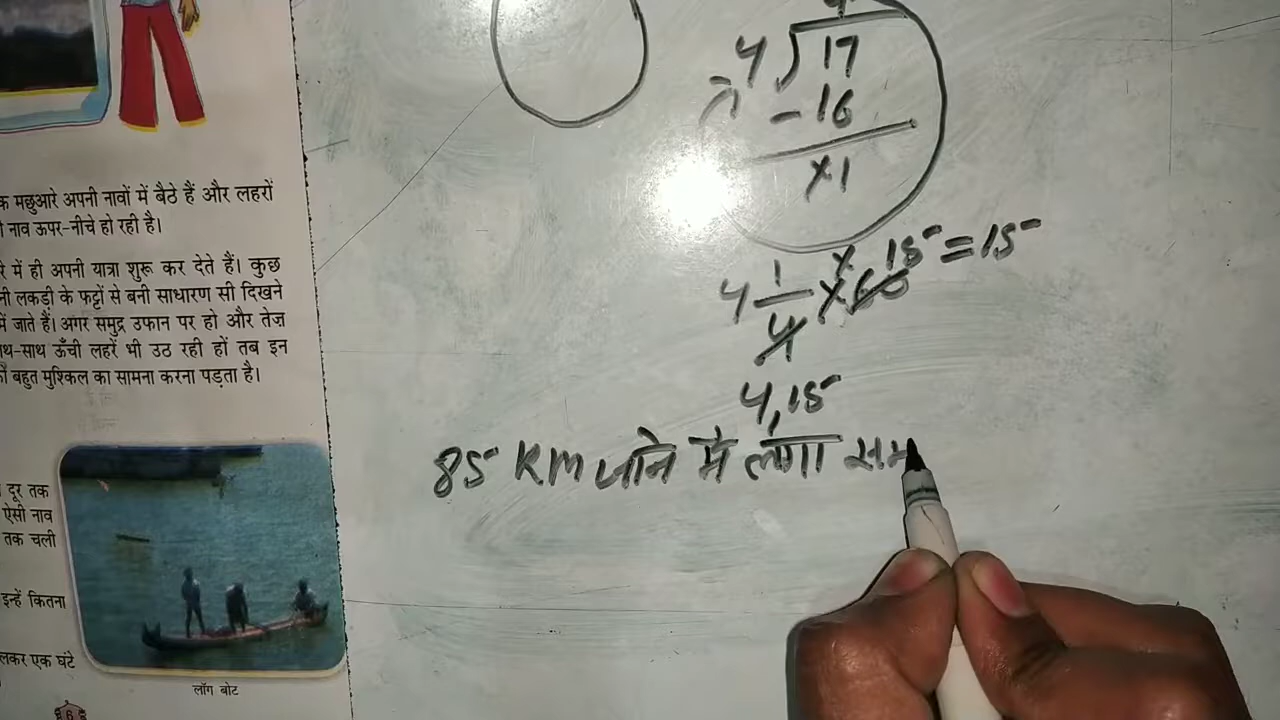 क मछुआरे अपनी नावों में बैठे हैं और लहरों
नाव ऊपर-नीचे हो रही है।
रे में ही अपनी यात्रा शुरू कर देते हैं। कुछ
नी लकड़ी के फट्टों से बनी साधारण सी दिखने
में जाते हैं। अगर समुद्र उफान पर हो और तेज़
थ-साथ ऊँची लहरें भी उठ रही हों तब इन
बहुत मुश्किल का सामना करना पड़ता है।
दूर तक
ऐसी नाव
तक चली
इन्हें कितना
लकर एक घंटे
लॉग बोट
4
4 17
-16
×1
4 1/4 × 60 15 = 15
4,15
85 KM जाने में लगा सम